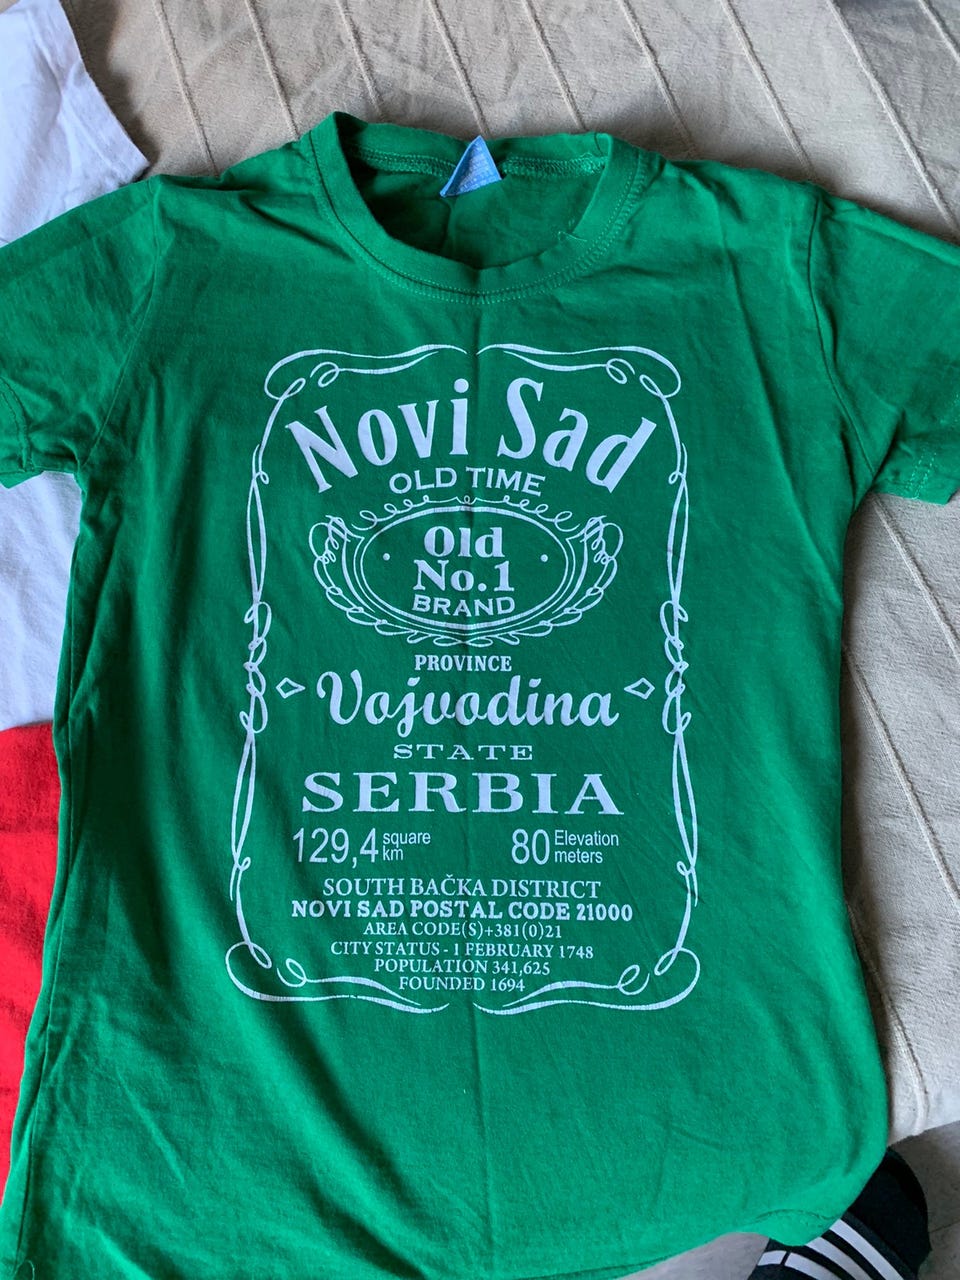 Novi Sad
OLD TIME
Old
No.1
BRAND
PROVINCE
Vojvodina
STATE
SERBIA
129,4 square km
80 Elevation meters
SOUTH BAČKA DISTRICT
NOVI SAD POSTAL CODE 21000
AREA CODE(S)+381(0)21
CITY STATUS - 1 FEBRUARY 1748
POPULATION 341,625
FOUNDED 1694